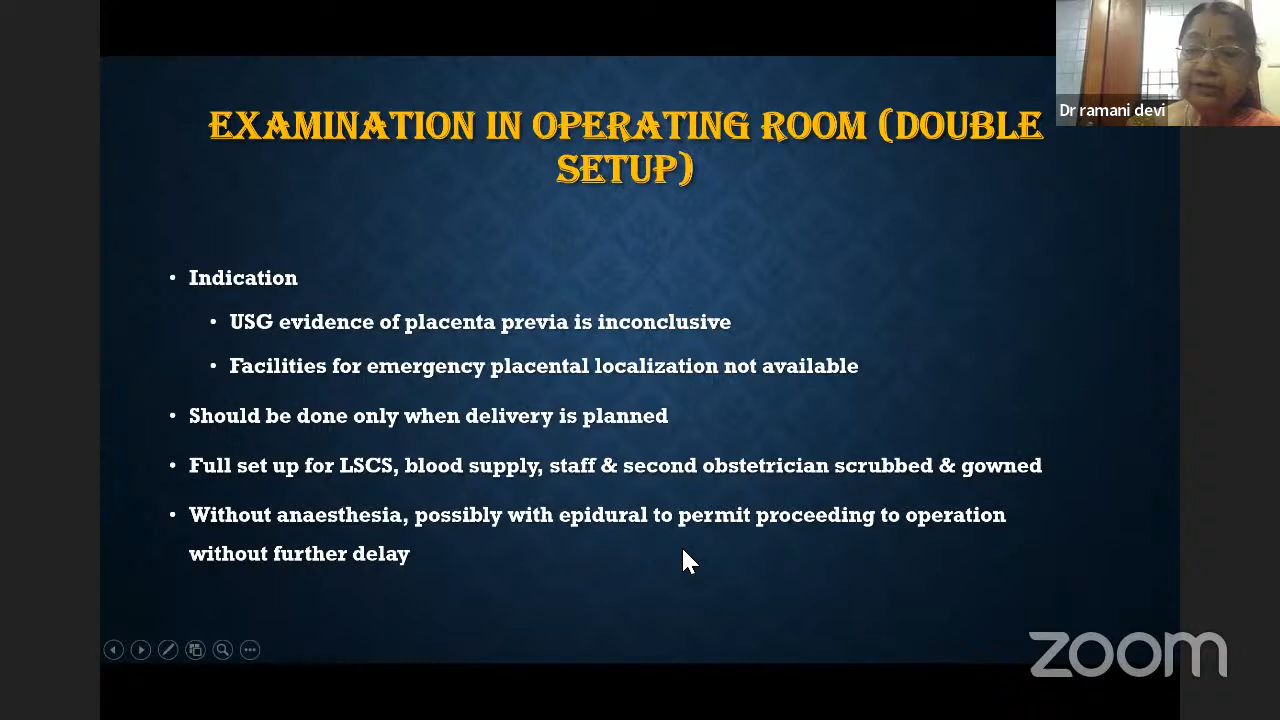 Dr ramani devi
EXAMINATION IN OPERATING ROOM (DOUBLE
SETUP)
• Indication
• USG evidence of placenta previa is inconclusive
• Facilities for emergency placental localization not available
• Should be done only when delivery is planned
• Full set up for LSCS, blood supply, staff & second obstetrician scrubbed & gowned
• Without anaesthesia, possibly with epidural to permit proceeding to operation
without further delay
zoom